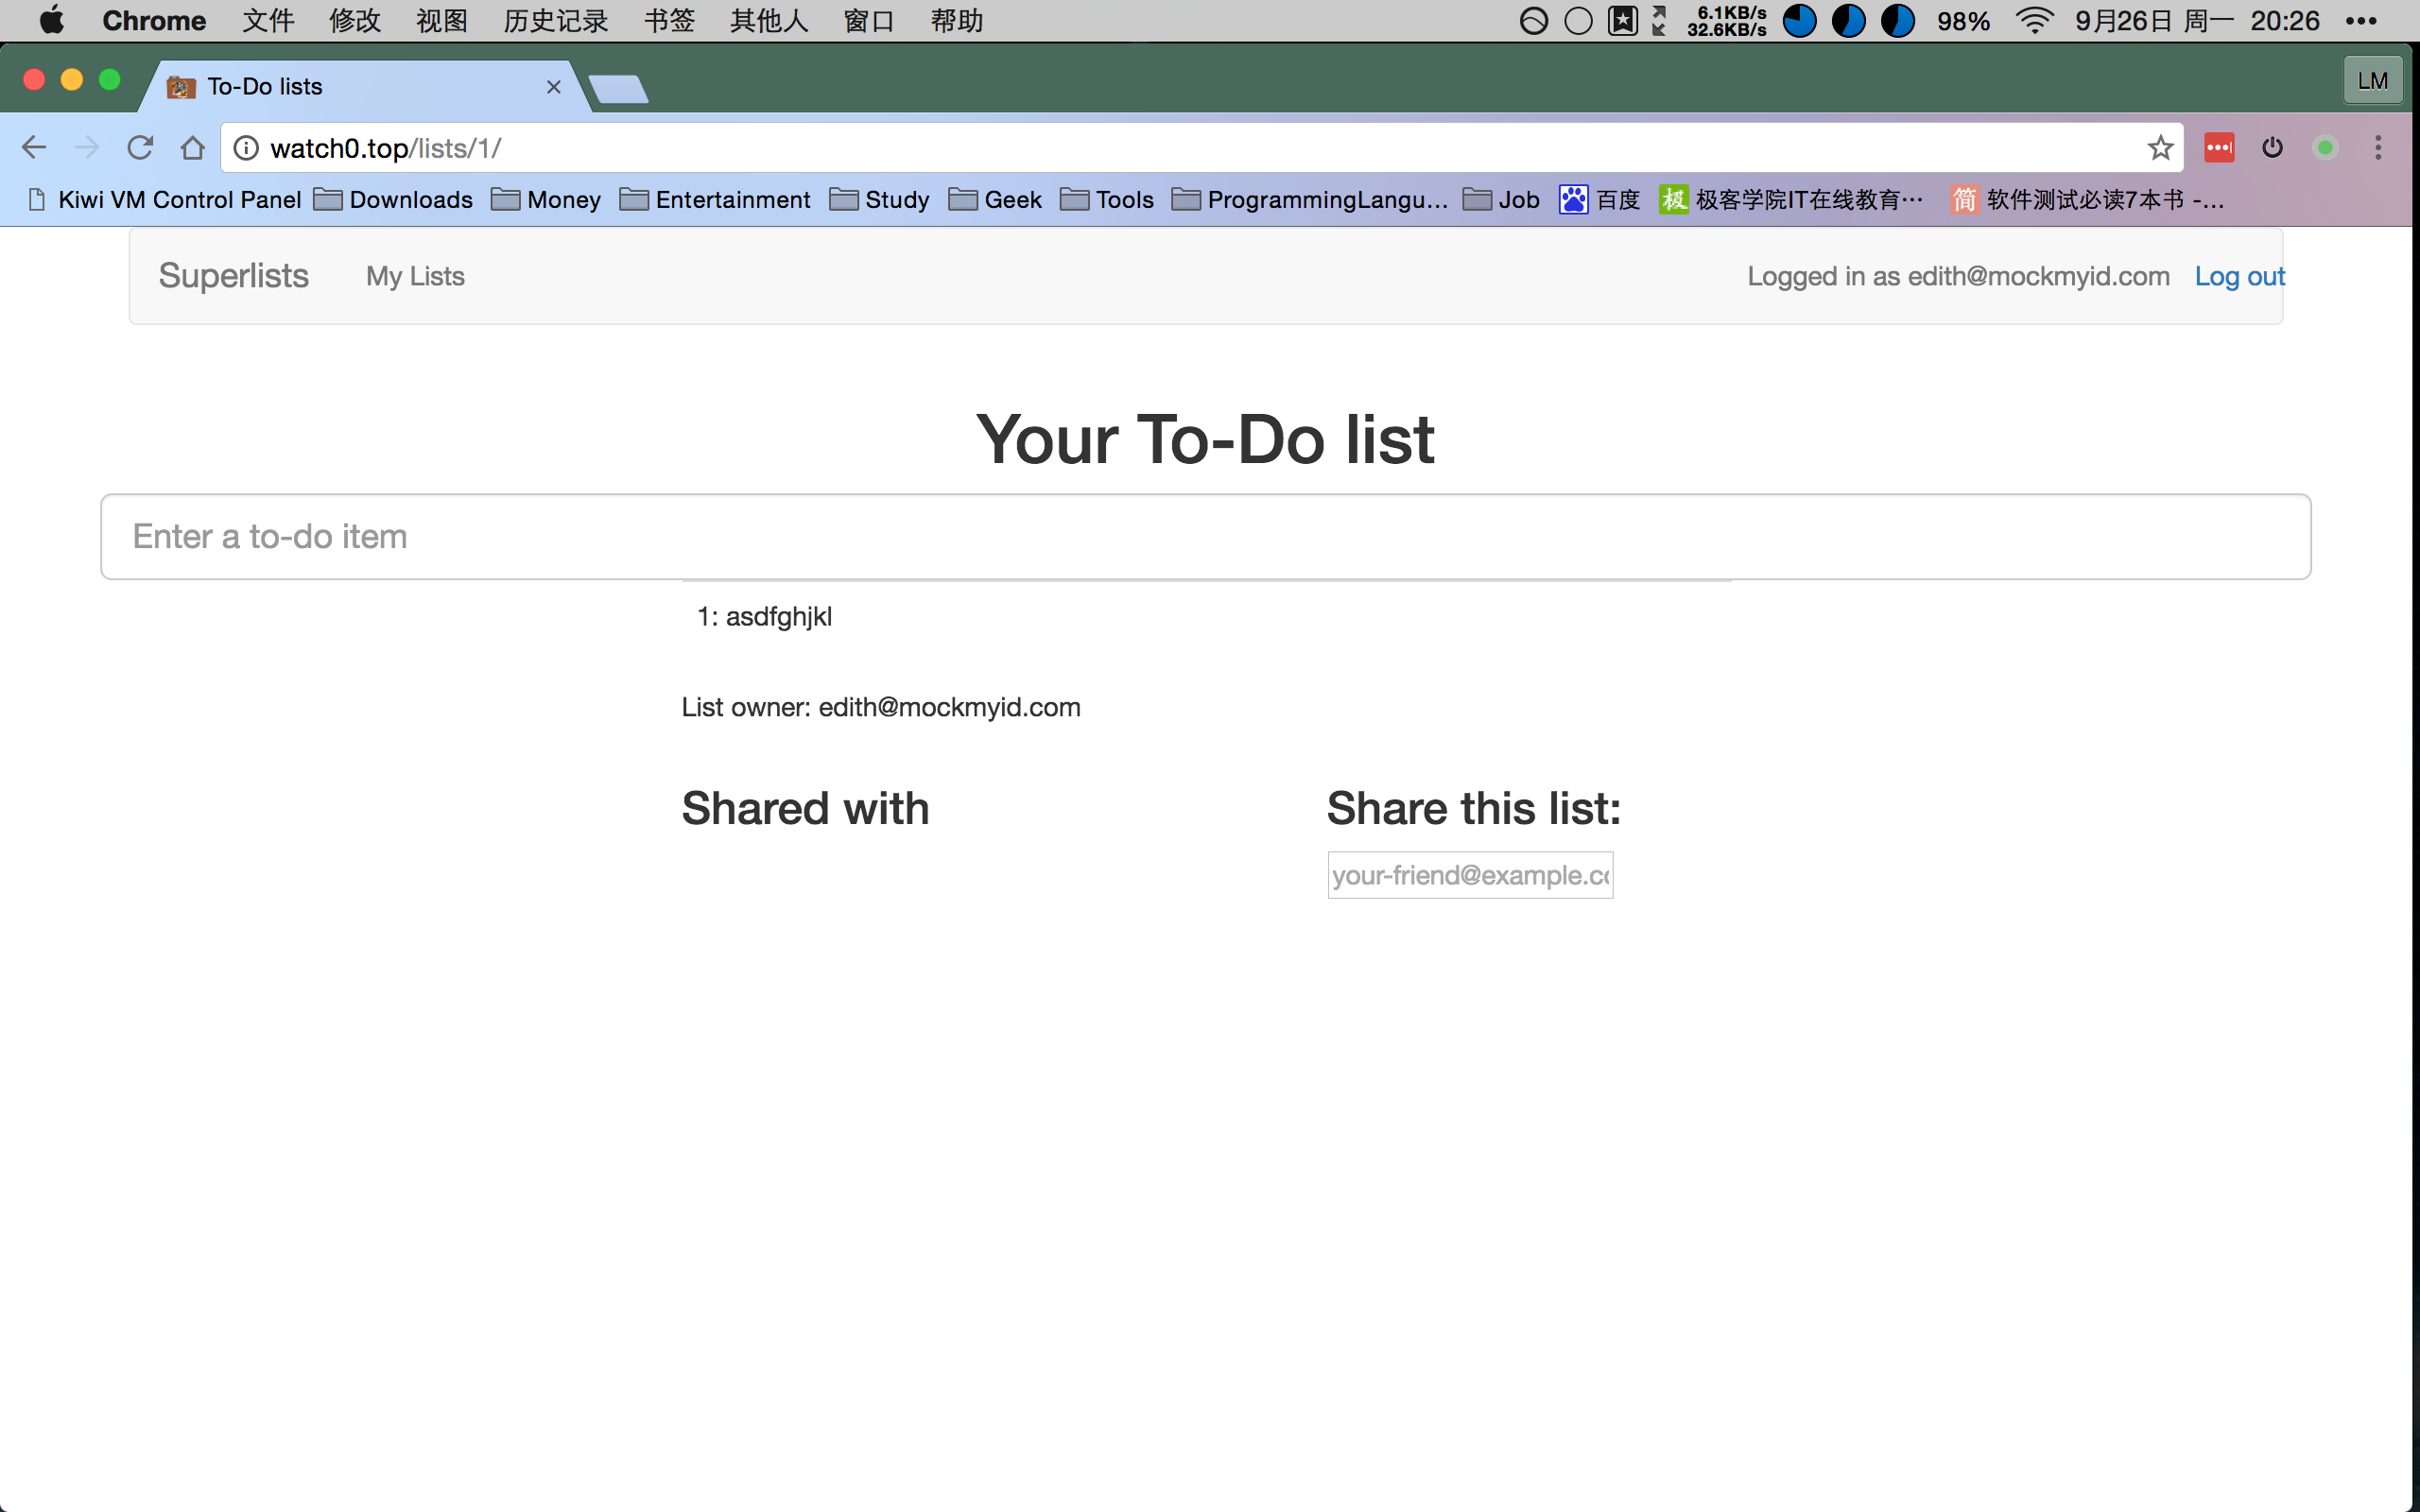 Chrome 文件 修改 视图 历史记录 书签 其他人 窗口 帮助 6.1KB/s 32.6KB/s 98% 9月26日 周一 20:26
To-Do lists LM
watch0.top/lists/1/
Kiwi VM Control Panel Downloads Money Entertainment Study Geek Tools ProgrammingLangu... Job 百度 极 极客学院IT在线教育… 简 软件测试必读7本书 -...
Superlists My Lists Logged in as edith@mockmyid.com Log out
Your To-Do list
Enter a to-do item
1: asdfghjkl
List owner: edith@mockmyid.com
Shared with Share this list:
your-friend@example.co